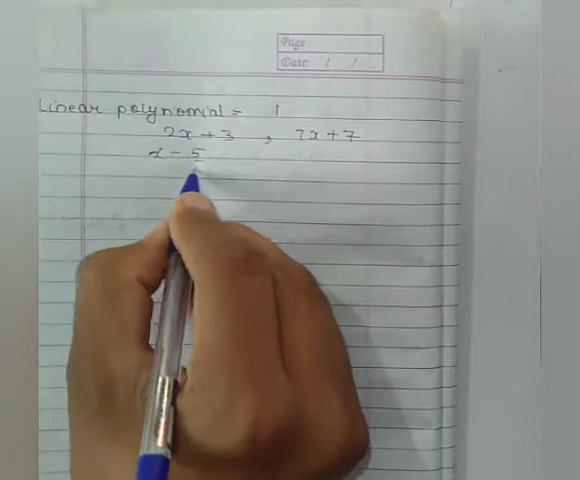 Page
Date: / /
Linear polynomial = 1
2x + 3 , 7x + 7
x - 5